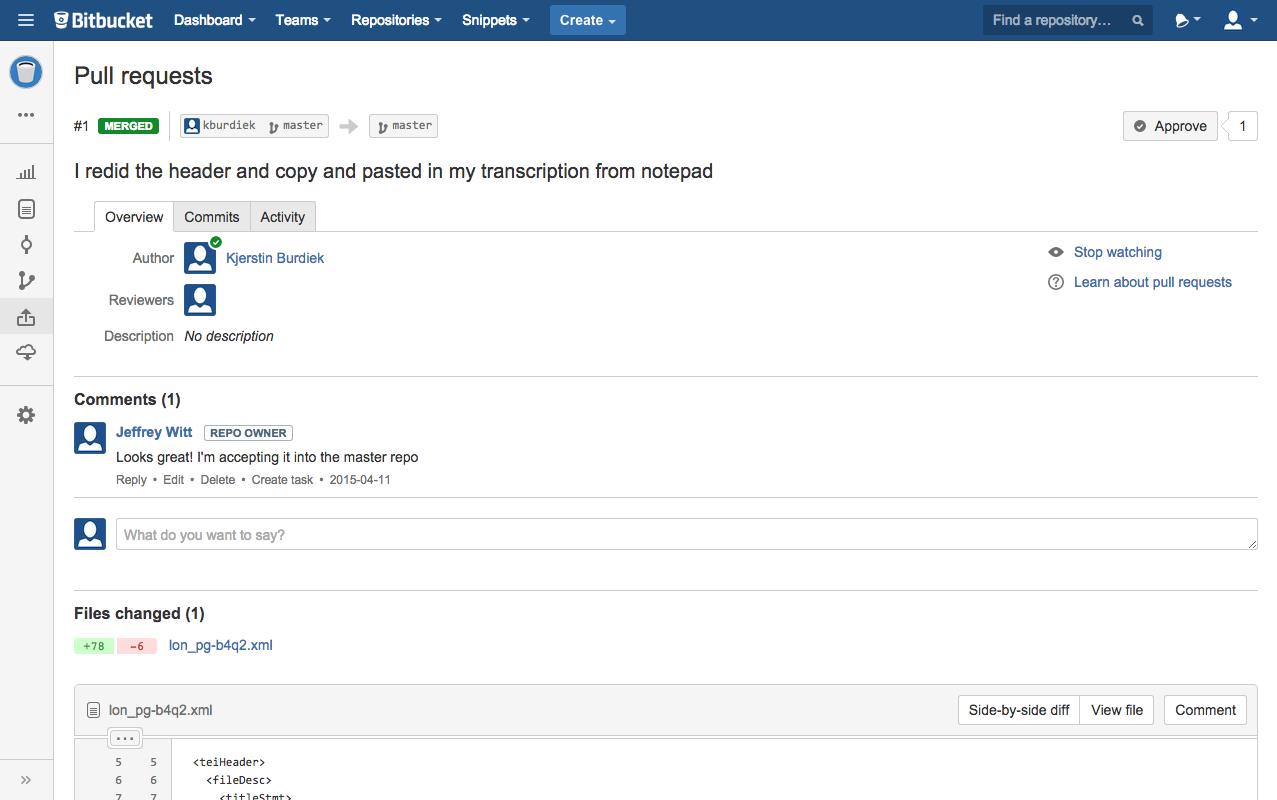 Bitbucket Dashboard Teams Repositories Snippets Create Find a repository...
Pull requests
#1 MERGED kburdiek master master Approve 1
I redid the header and copy and pasted in my transcription from notepad
Overview Commits Activity
Author Kjerstin Burdiek Stop watching
Reviewers Learn about pull requests
Description No description
Comments (1)
Jeffrey Witt REPO OWNER
Looks great! I'm accepting it into the master repo
Reply • Edit • Delete • Create task • 2015-04-11
What do you want to say?
Files changed (1)
+78 −6 lon_pg-b4q2.xml
lon_pg-b4q2.xml Side-by-side diff View file Comment
5 5 <teiHeader>
6 6 <fileDesc>
7 7 <titleStmt>